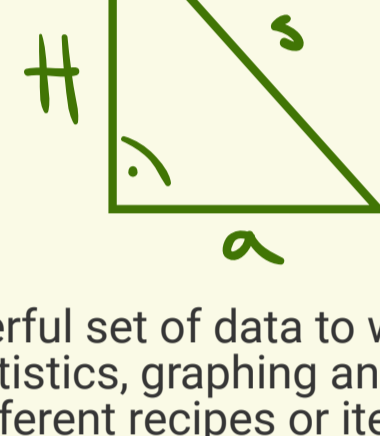 s
H
a
erful set of data to w
tistics, graphing an
ferent recipes or ite